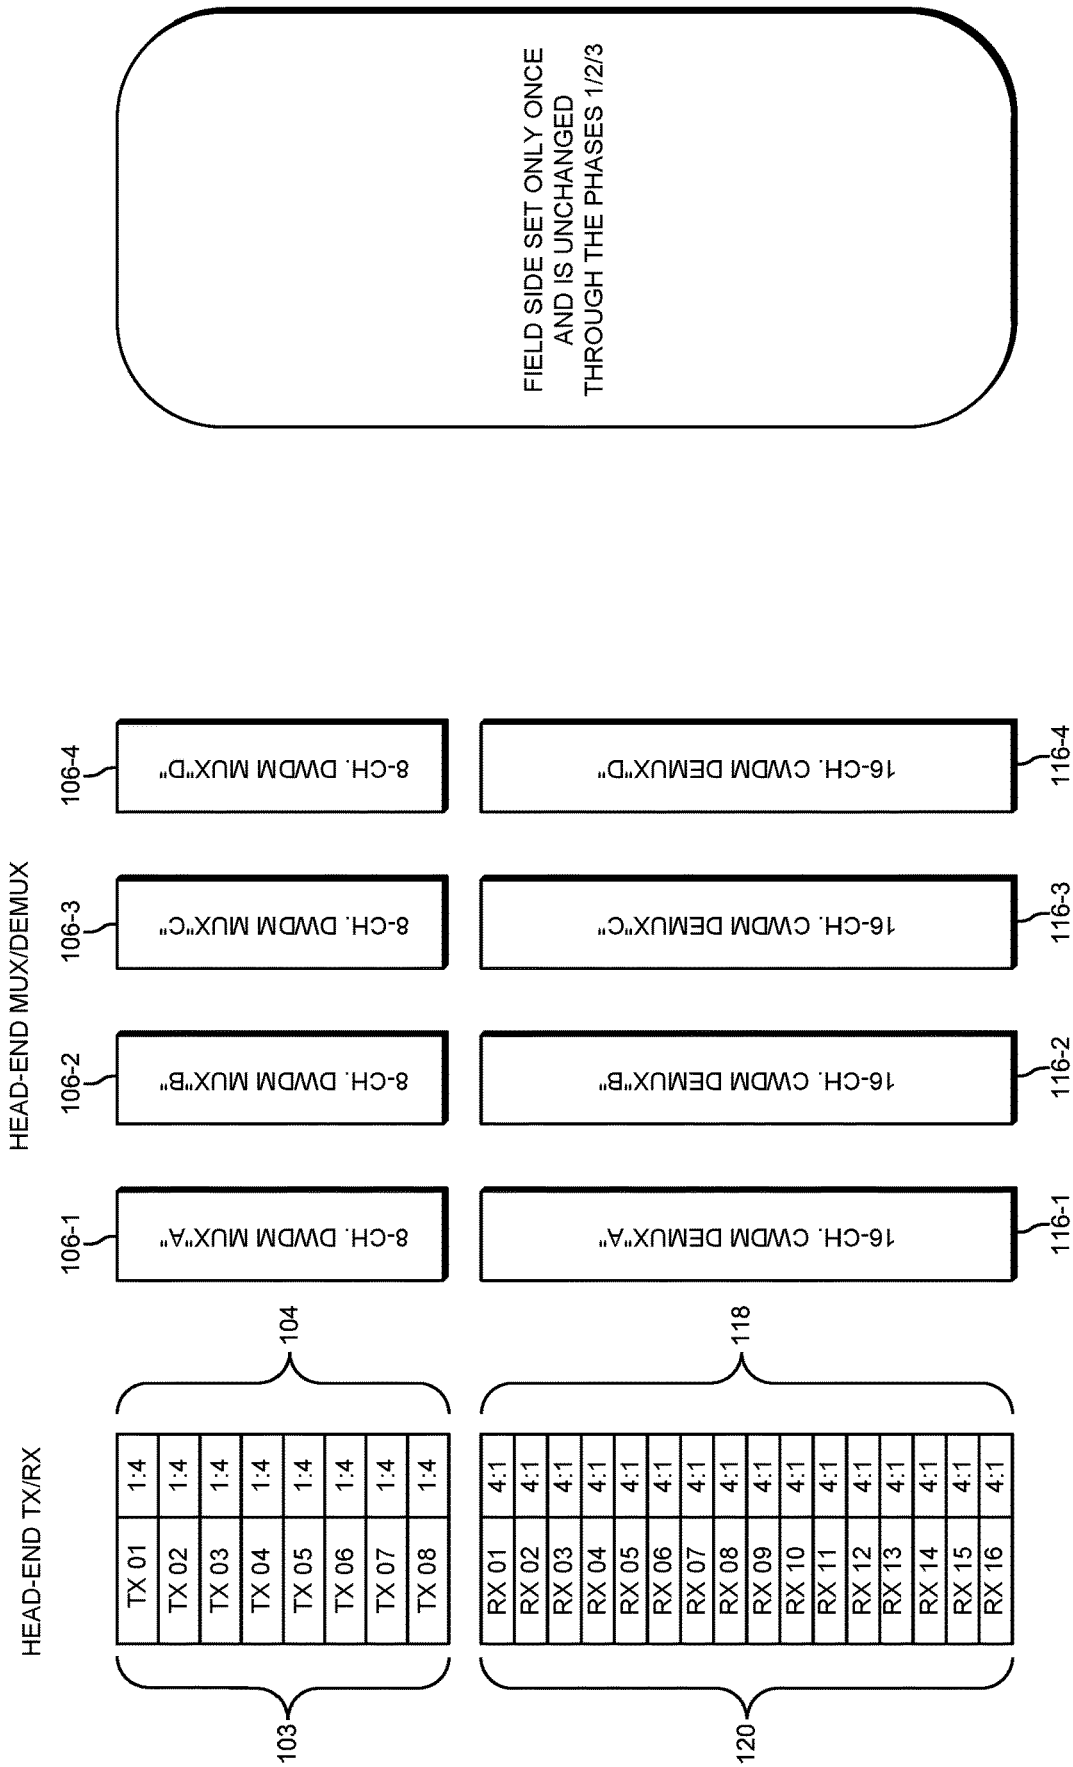 HEAD-END TX/RX
HEAD-END MUX/DEMUX
103
TX 01 1:4
TX 02 1:4
TX 03 1:4
TX 04 1:4
TX 05 1:4
TX 06 1:4
TX 07 1:4
TX 08 1:4
104
120
RX 01 4:1
RX 02 4:1
RX 03 4:1
RX 04 4:1
RX 05 4:1
RX 06 4:1
RX 07 4:1
RX 08 4:1
RX 09 4:1
RX 10 4:1
RX 11 4:1
RX 12 4:1
RX 13 4:1
RX 14 4:1
RX 15 4:1
RX 16 4:1
118
106-1
8-CH. DWDM MUX"A"
106-2
8-CH. DWDM MUX"B"
106-3
8-CH. DWDM MUX"C"
106-4
8-CH. DWDM MUX"D"
16-CH. CWDM DEMUX"A"
116-1
16-CH. CWDM DEMUX"B"
116-2
16-CH. CWDM DEMUX"C"
116-3
16-CH. CWDM DEMUX"D"
116-4
FIELD SIDE SET ONLY ONCE
AND IS UNCHANGED
THROUGH THE PHASES 1/2/3